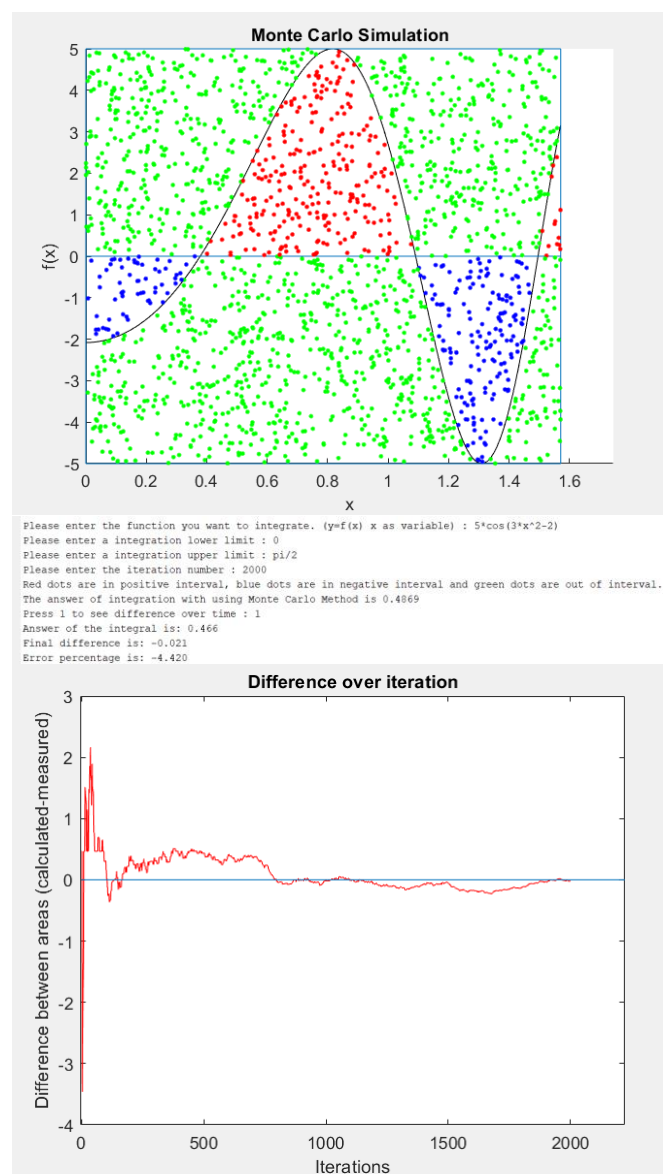 Monte Carlo Simulation
5
4
3
2
1
0
-1
-2
-3
-4
-5
f(x)
0
0.2
0.4
0.6
0.8
1
1.2
1.4
1.6
x
Please enter the function you want to integrate. (y=f(x) x as variable) : 5*cos(3*x^2-2)
Please enter a integration lower limit : 0
Please enter a integration upper limit : pi/2
Please enter the iteration number : 2000
Red dots are in positive interval, blue dots are in negative interval and green dots are out of interval.
The answer of integration with using Monte Carlo Method is 0.4869
Press 1 to see difference over time : 1
Answer of the integral is: 0.466
Final difference is: -0.021
Error percentage is: -4.420
Difference over iteration
3
2
1
0
-1
-2
-3
-4
Difference between areas (calculated-measured)
0
500
1000
1500
2000
Iterations